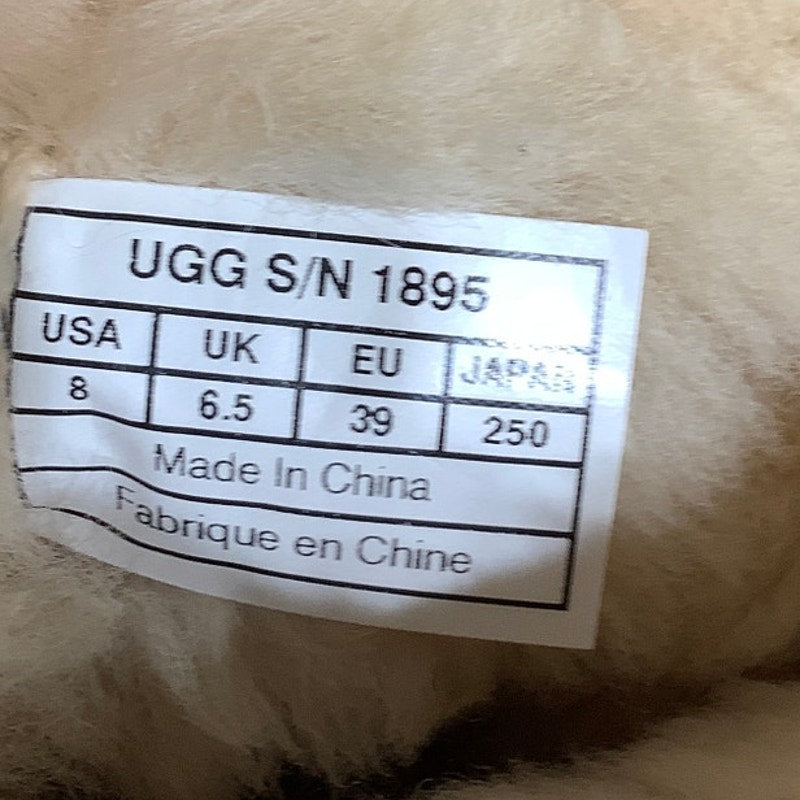 UGG S/N 1895
USA UK EU JAPAN
8 6.5 39 250
Made In China
Fabrique en Chine